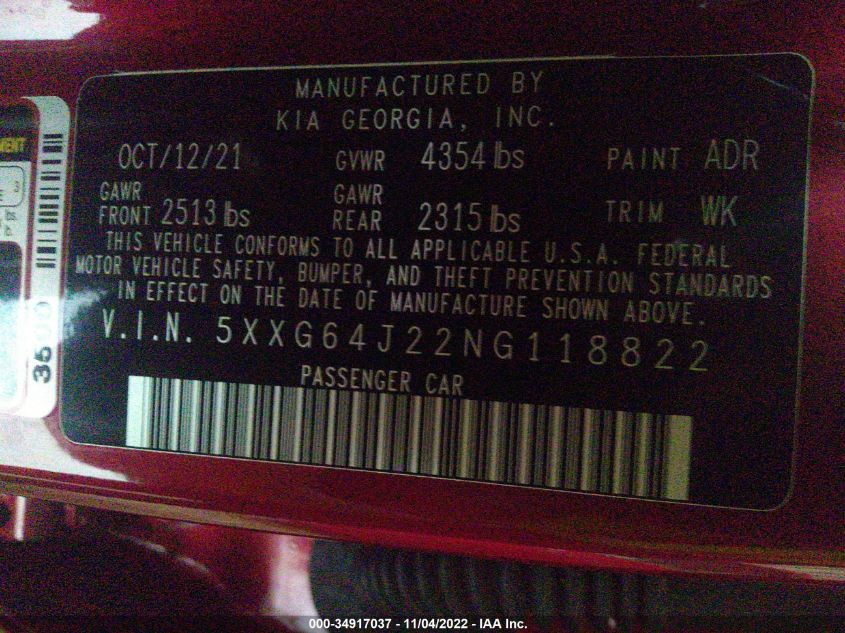 MANUFACTURED BY
KIA GEORGIA, INC.
OCT/12/21 GVWR 4354 lbs PAINT ADR
GAWR FRONT 2513 lbs GAWR REAR 2315 lbs TRIM WK
THIS VEHICLE CONFORMS TO ALL APPLICABLE U.S.A. FEDERAL
MOTOR VEHICLE SAFETY, BUMPER, AND THEFT PREVENTION STANDARDS
IN EFFECT ON THE DATE OF MANUFACTURE SHOWN ABOVE.
V.I.N. 5XXG64J22NG118822
PASSENGER CAR
000-34917037 - 11/04/2022 - IAA Inc.